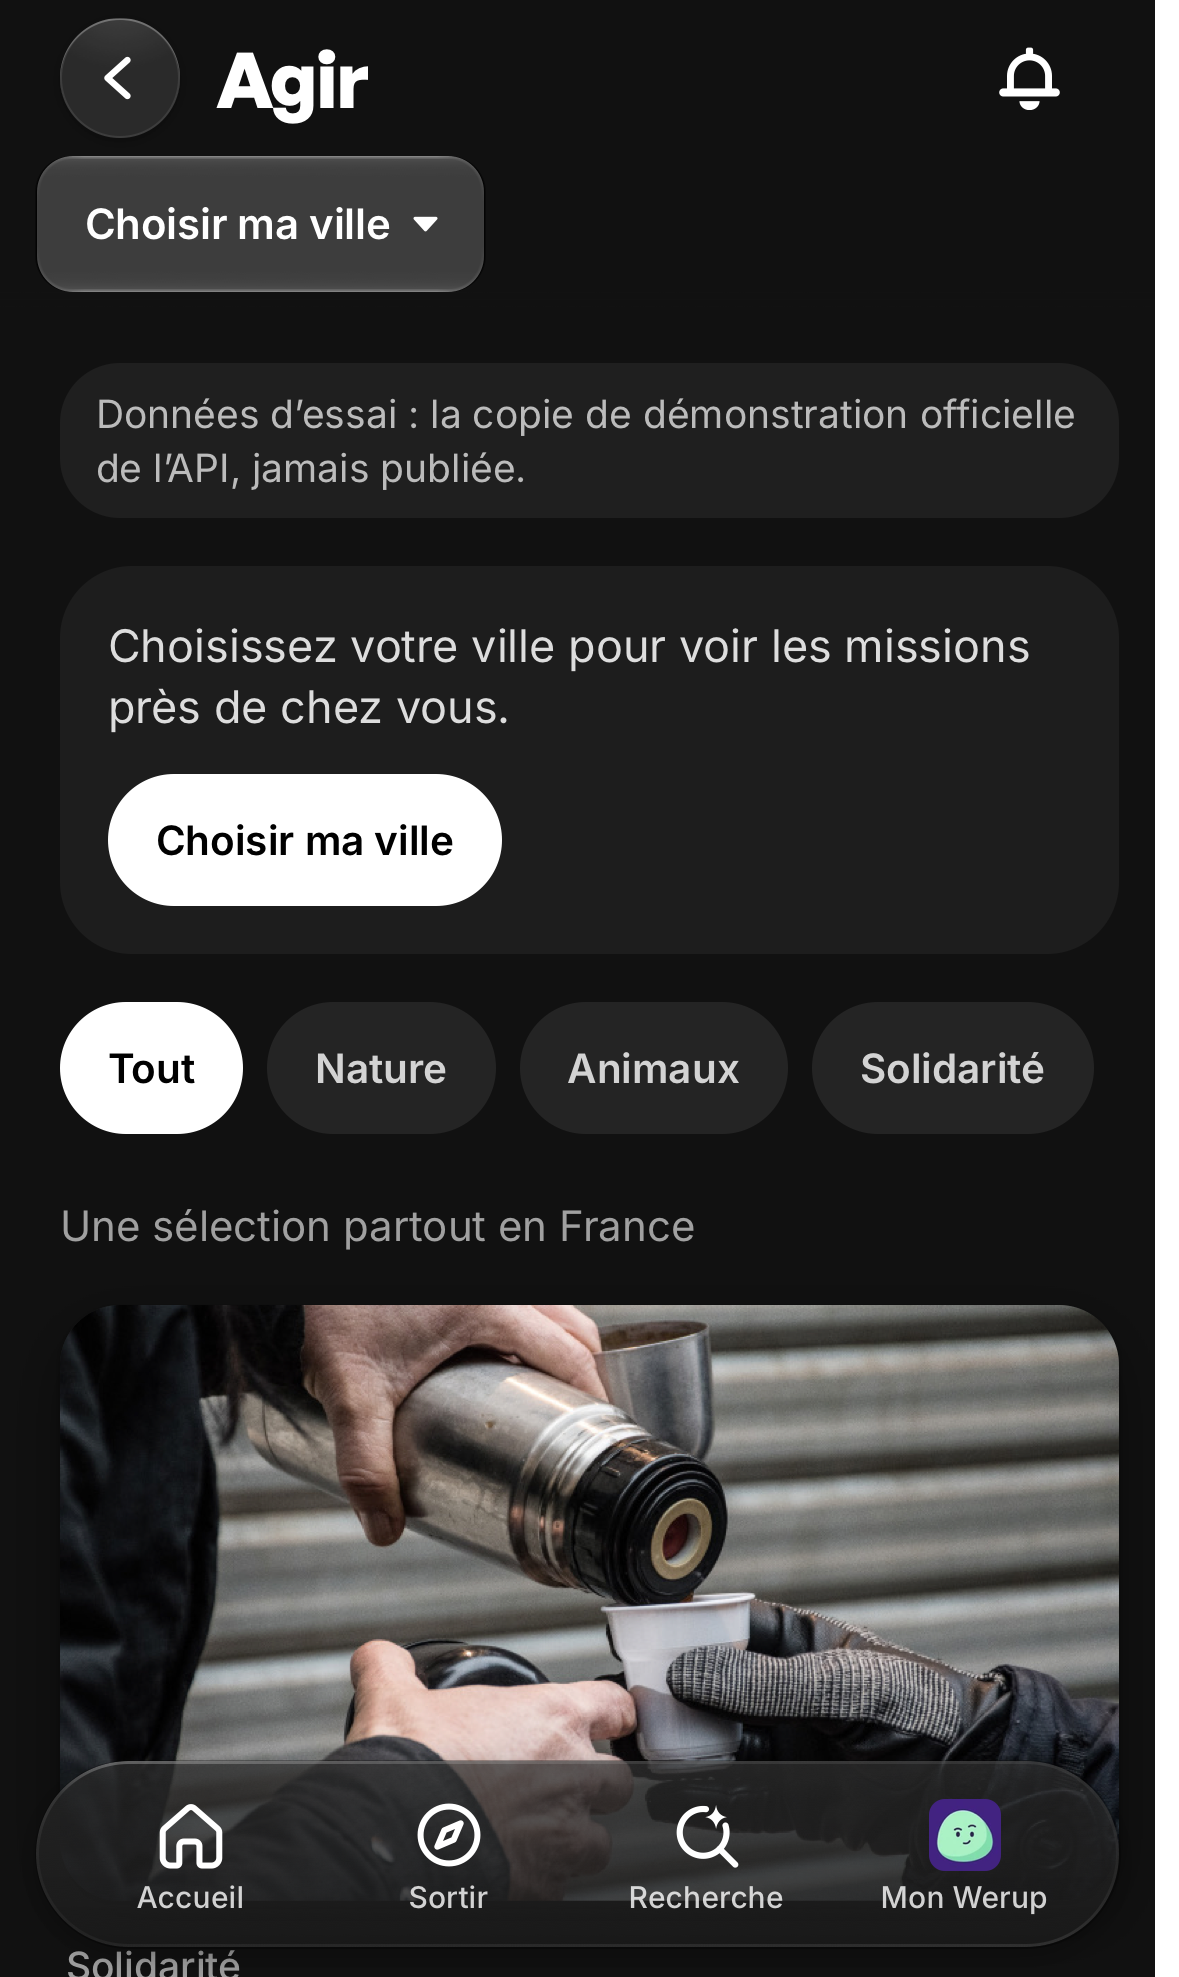 Agir
Choisir ma ville
Données d’essai : la copie de démonstration officielle
de l’API, jamais publiée.
Choisissez votre ville pour voir les missions
près de chez vous.
Choisir ma ville
Tout
Nature
Animaux
Solidarité
Une sélection partout en France
Accueil
Sortir
Recherche
Mon Werup
Solidarité